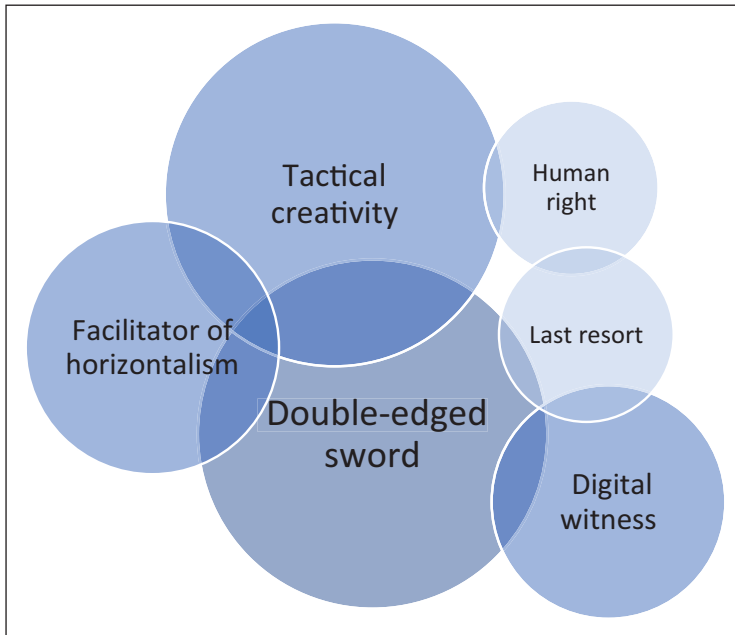 Tactical
creativity
Human
right
Facilitator of
horizontalism
Last resort
Double-edged
sword
Digital
witness